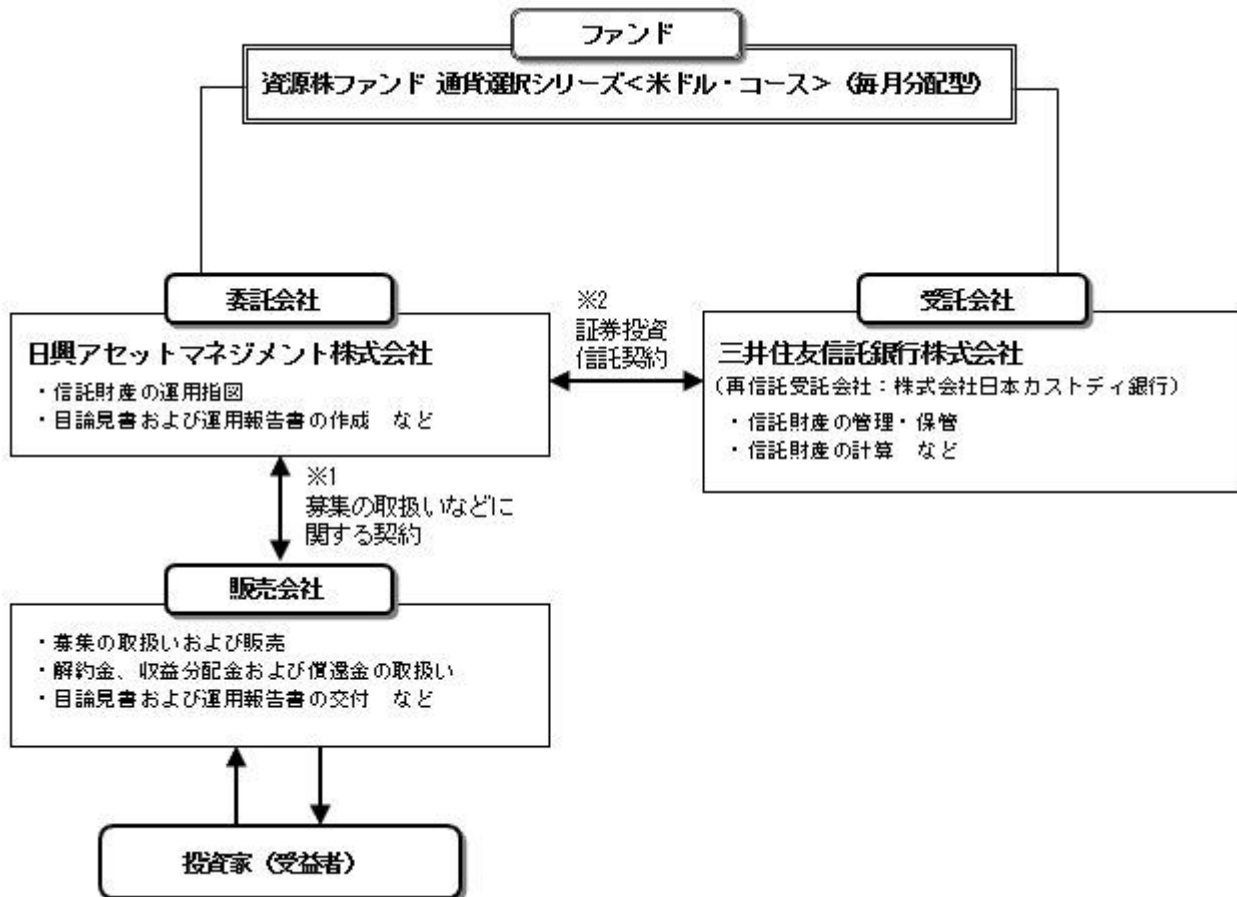 ファンド
資源株ファンド 通貨選択シリーズ<米ドル・コース> (毎月分配型)
委託会社
日興アセットマネジメント株式会社
・信託財産の運用指図
・目論見書および運用報告書の作成 など
※2
証券投資
信託契約
受託会社
三井住友信託銀行株式会社
(再信託受託会社:株式会社日本カストディ銀行)
・信託財産の管理・保管
・信託財産の計算 など
※1
募集の取扱いなどに
関する契約
販売会社
・募集の取扱いおよび販売
・解約金、収益分配金および償還金の取扱い
・目論見書および運用報告書の交付 など
投資家(受益者)